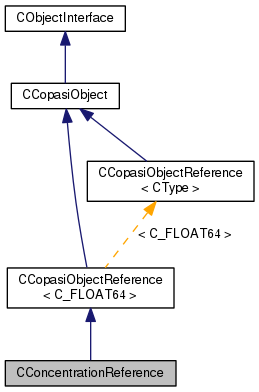 CObjectInterface
CCopasiObject
CCopasiObjectReference
< CType >
< C_FLOAT64 >
CCopasiObjectReference
< C_FLOAT64 >
CConcentrationReference